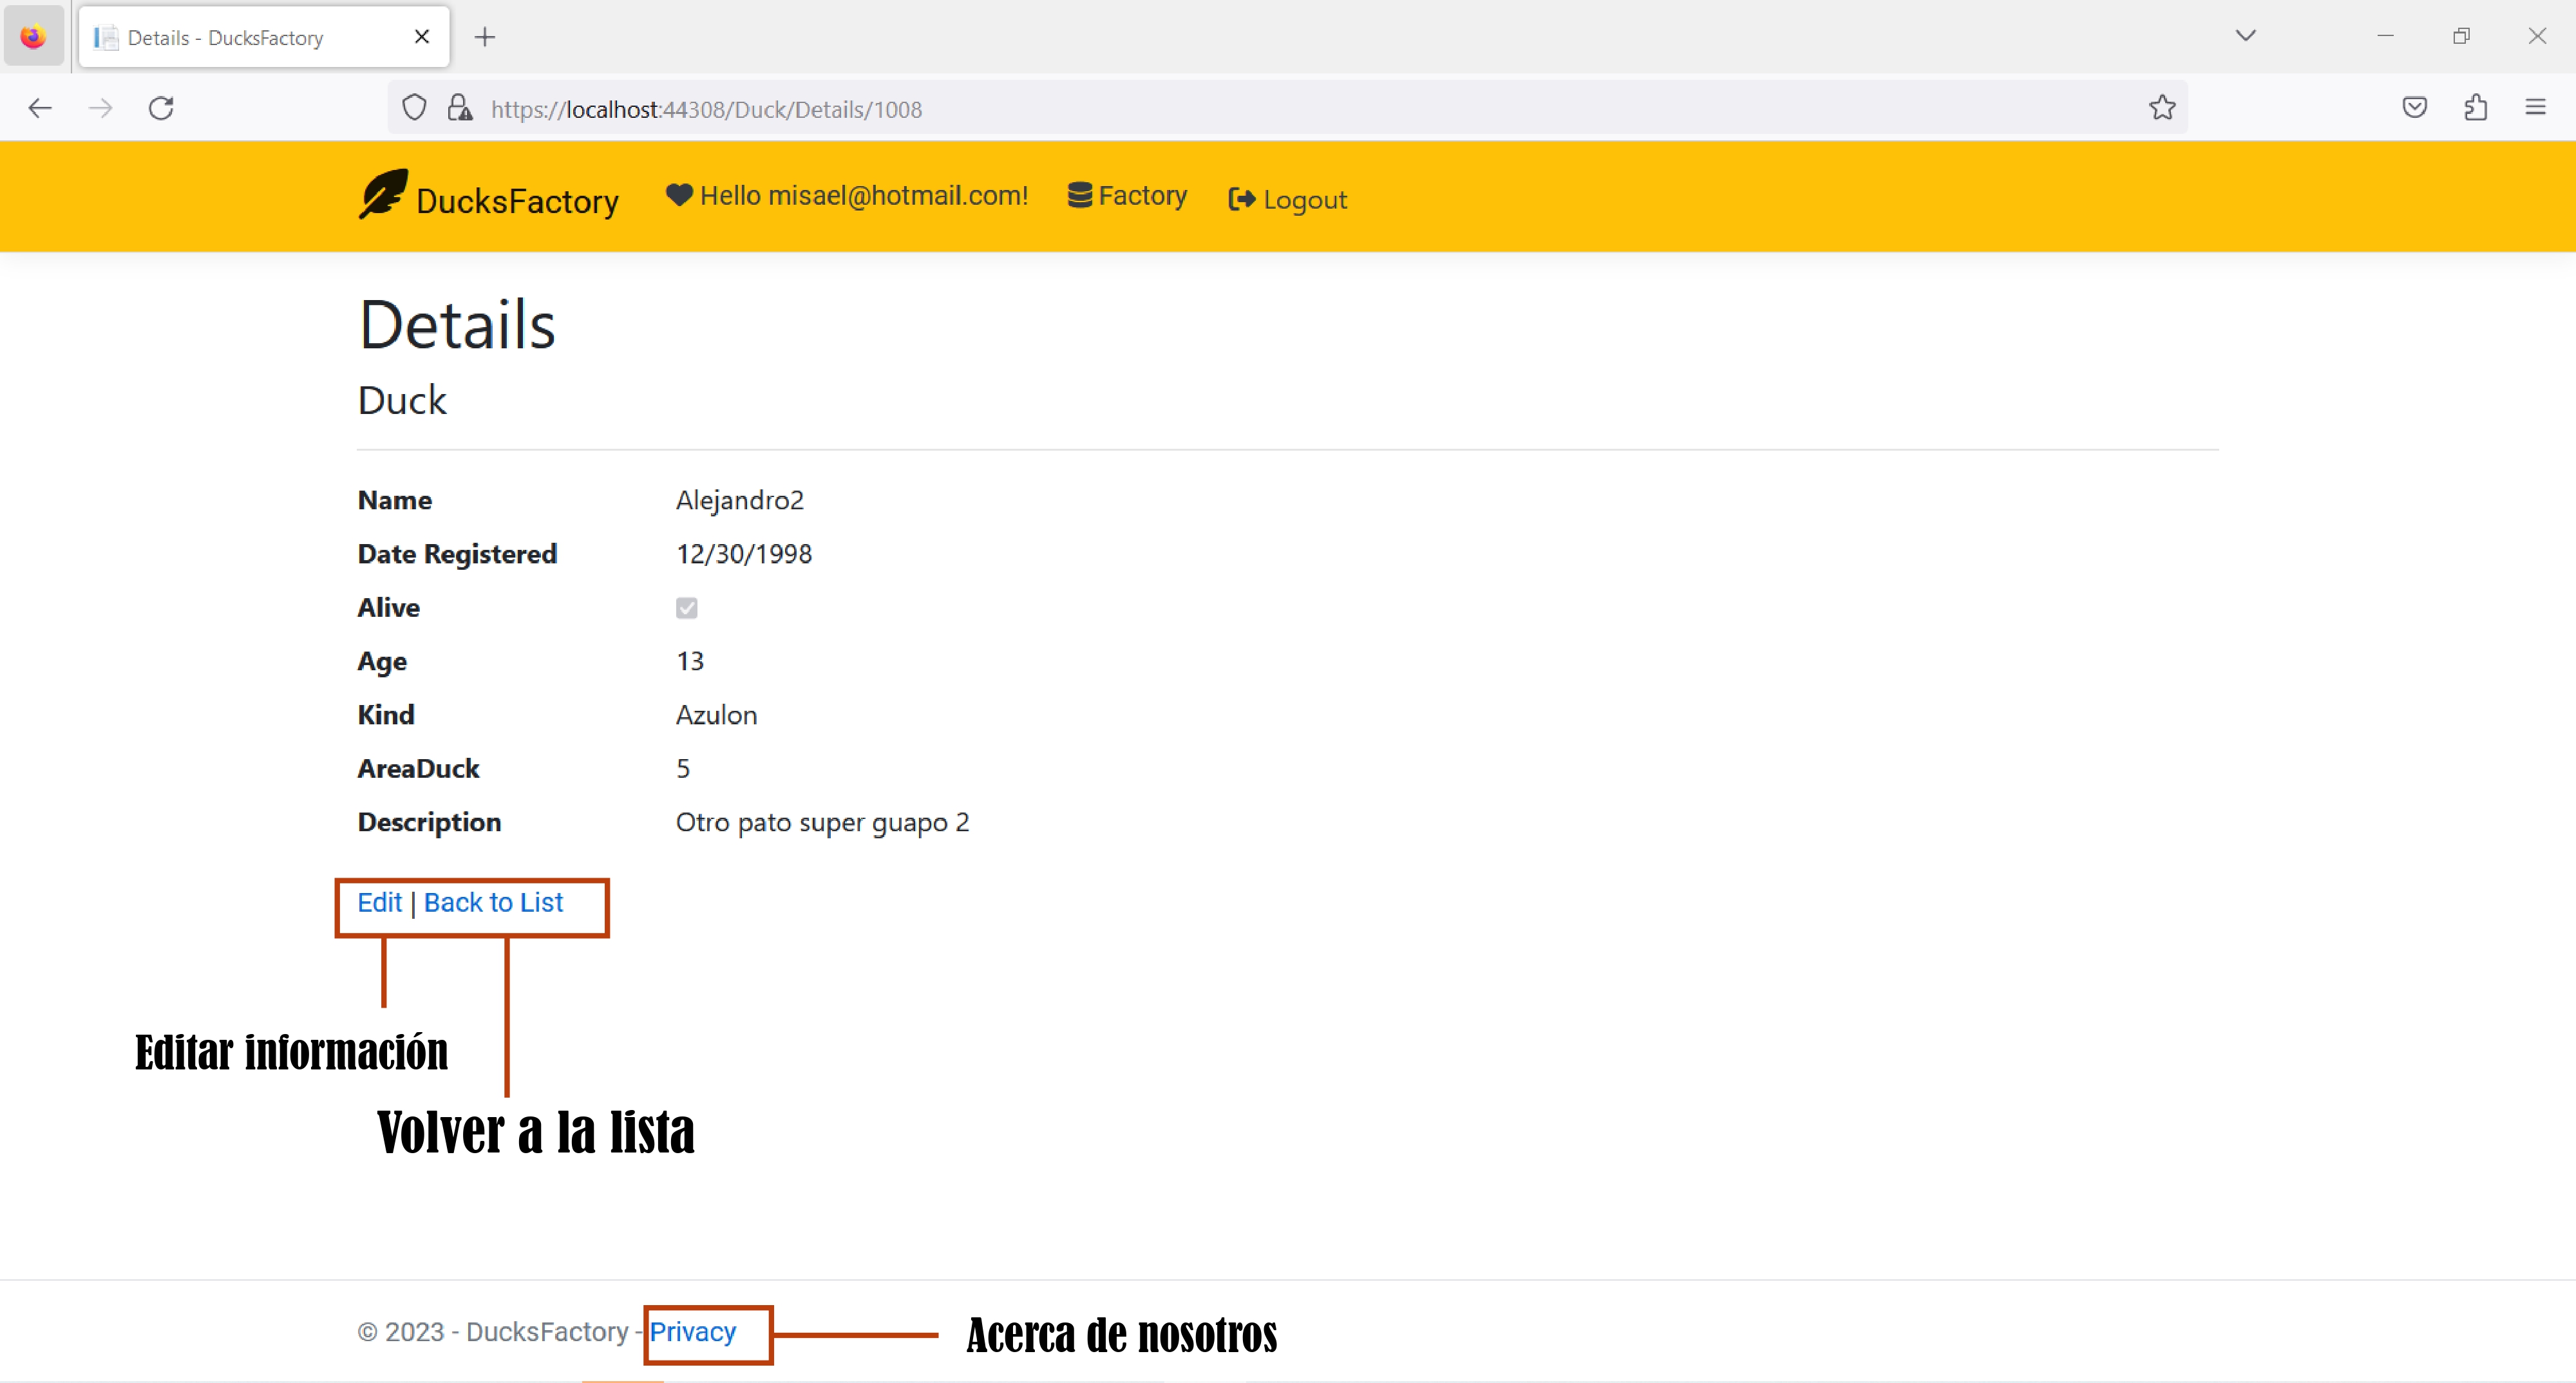 Details - DucksFactory
https://localhost:44308/Duck/Details/1008
DucksFactory Hello misael@hotmail.com! Factory Logout
Details
Duck
Name Alejandro2
Date Registered 12/30/1998
Alive
Age 13
Kind Azulon
AreaDuck 5
Description Otro pato super guapo 2
Edit | Back to List
Editar información
Volver a la lista
© 2023 - DucksFactory - Privacy Acerca de nosotros